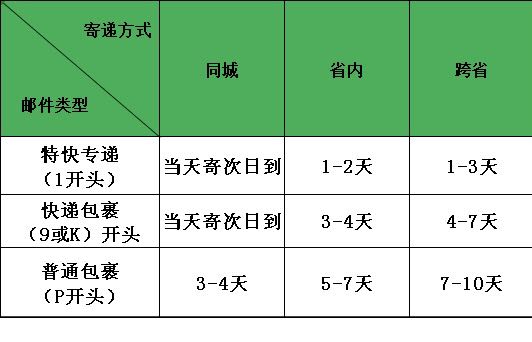 寄递方式
邮件类型
同城
省内
跨省
特快专递
（1开头）
当天寄次日到
1-2天
1-3天
快递包裹
（9或K）开头
当天寄次日到
3-4天
4-7天
普通包裹
（P开头）
3-4天
5-7天
7-10天